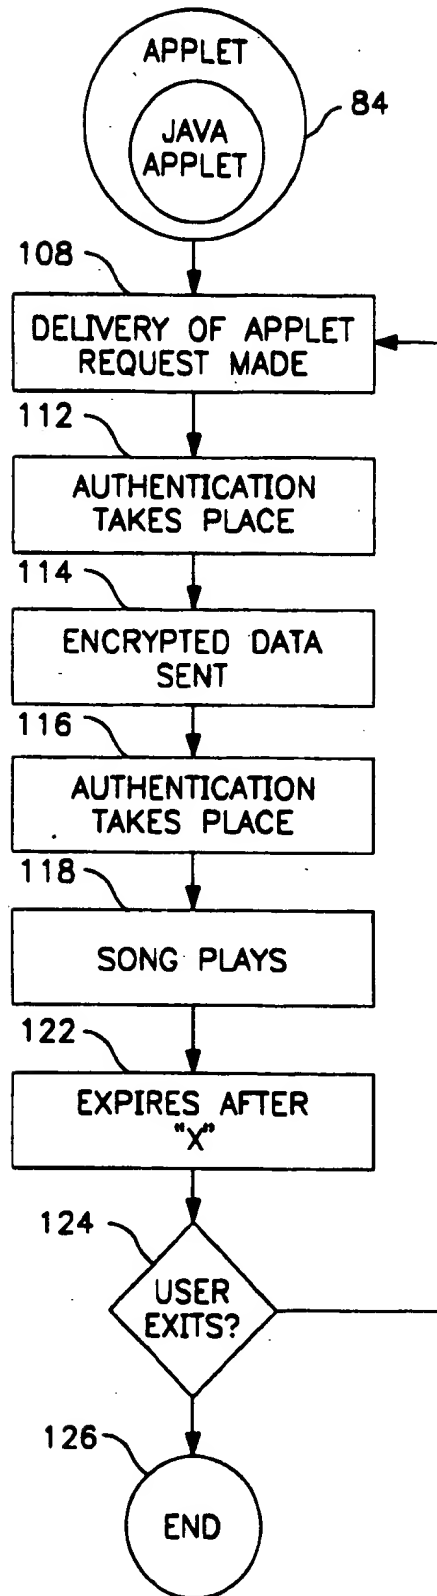 APPLET
84
JAVA
APPLET
108
DELIVERY OF APPLET
REQUEST MADE
112
AUTHENTICATION
TAKES PLACE
114
ENCRYPTED DATA
SENT
116
AUTHENTICATION
TAKES PLACE
118
SONG PLAYS
122
EXPIRES AFTER
"X"
124
USER
EXITS?
126
END